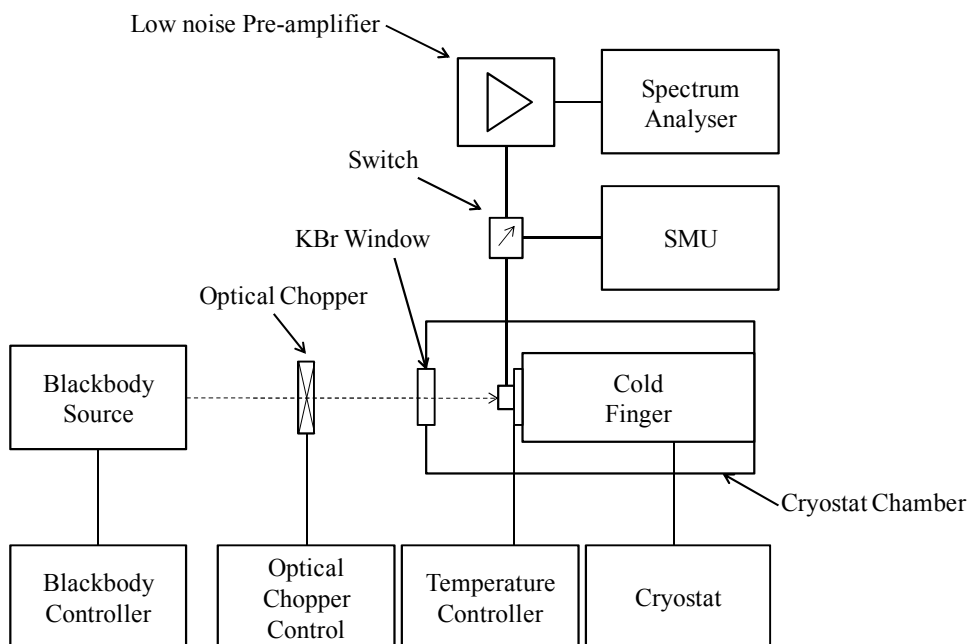 Low noise Pre-amplifier
Spectrum
Analyser
Switch
SMU
KBr Window
Optical Chopper
Blackbody
Source
Cold
Finger
Cryostat Chamber
Blackbody
Controller
Optical
Chopper
Control
Temperature
Controller
Cryostat